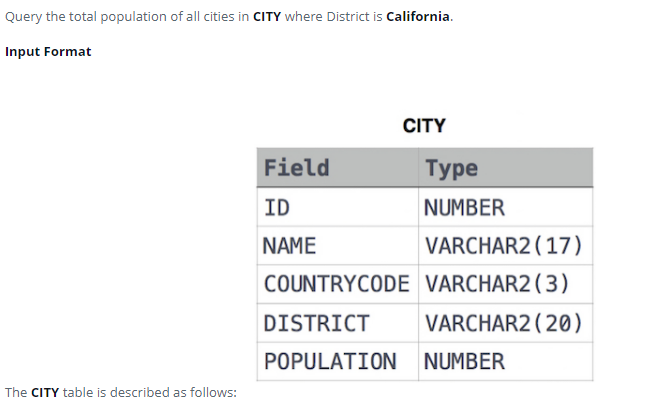 Query the total population of all cities in CITY where District is California.
Input Format
CITY
Field Type
ID NUMBER
NAME VARCHAR2(17)
COUNTRYCODE VARCHAR2(3)
DISTRICT VARCHAR2(20)
POPULATION NUMBER
The CITY table is described as follows: